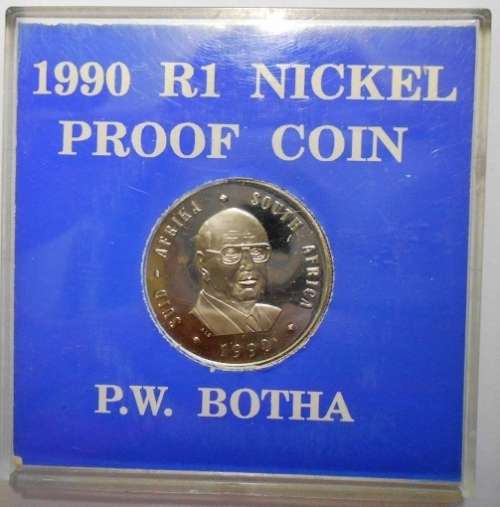 1990 R1 NICKEL
PROOF COIN
SUID - AFRIKA • SOUTH AFRICA
• 1990 •
P.W. BOTHA